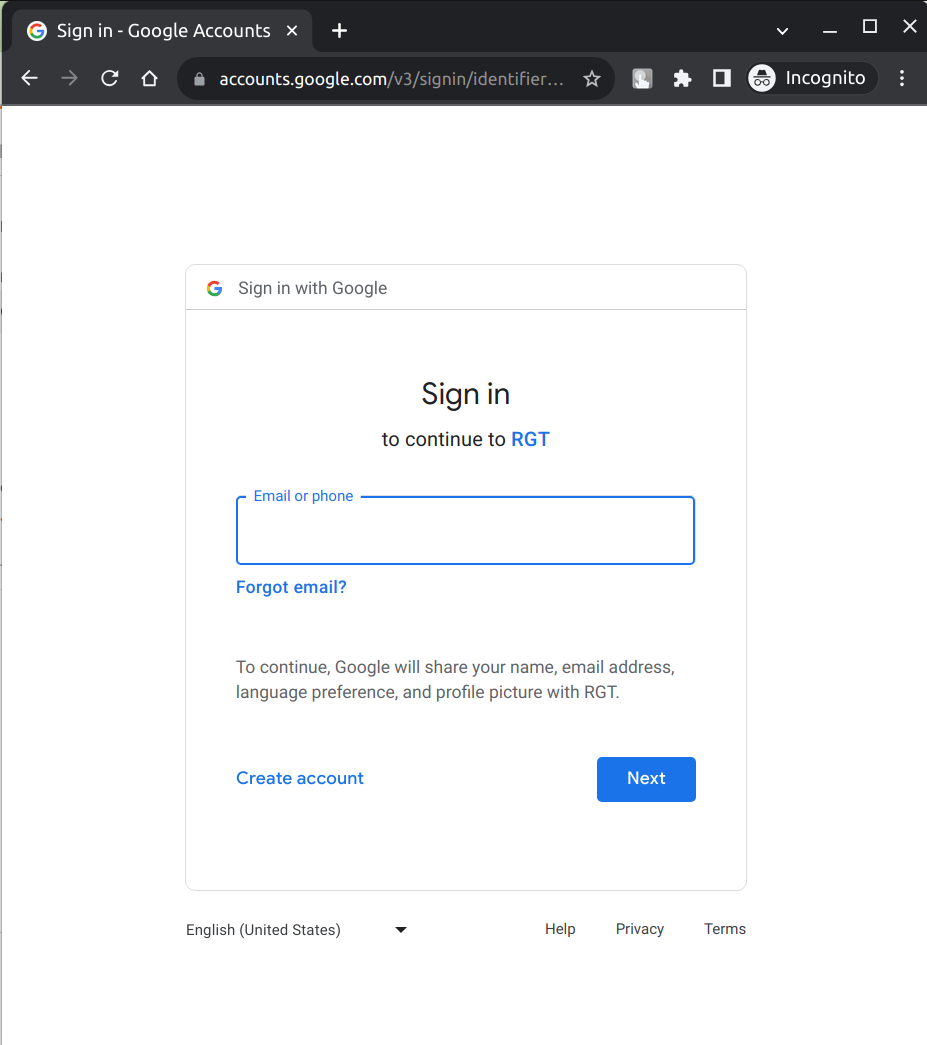 Sign in - Google Accounts
accounts.google.com/v3/signin/identifier...
Incognito
Sign in with Google
Sign in
to continue to RGT
Email or phone
Forgot email?
To continue, Google will share your name, email address,
language preference, and profile picture with RGT.
Create account
Next
English (United States)
Help
Privacy
Terms